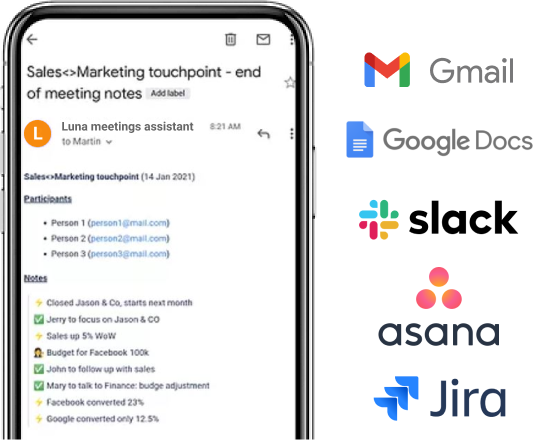 Sales<>Marketing touchpoint - end
of meeting notes Add label
L
Luna meetings assistant 8:21 AM
to Martin
Sales<>Marketing touchpoint (14 Jan 2021)
Participants
• Person 1 (person1@mail.com)
• Person 2 (person2@mail.com)
• Person 3 (person3@mail.com)
Notes
⚡ Closed Jason & Co, starts next month
✅ Jerry to focus on Jason & CO
⚡ Sales up 5% WoW
👩‍⚖️ Budget for Facebook 100k
✅ John to follow up with sales
✅ Mary to talk to Finance: budge adjustment
⚡ Facebook converted 23%
⚡ Google converted only 12.5%
Gmail
Google Docs
slack
asana
Jira